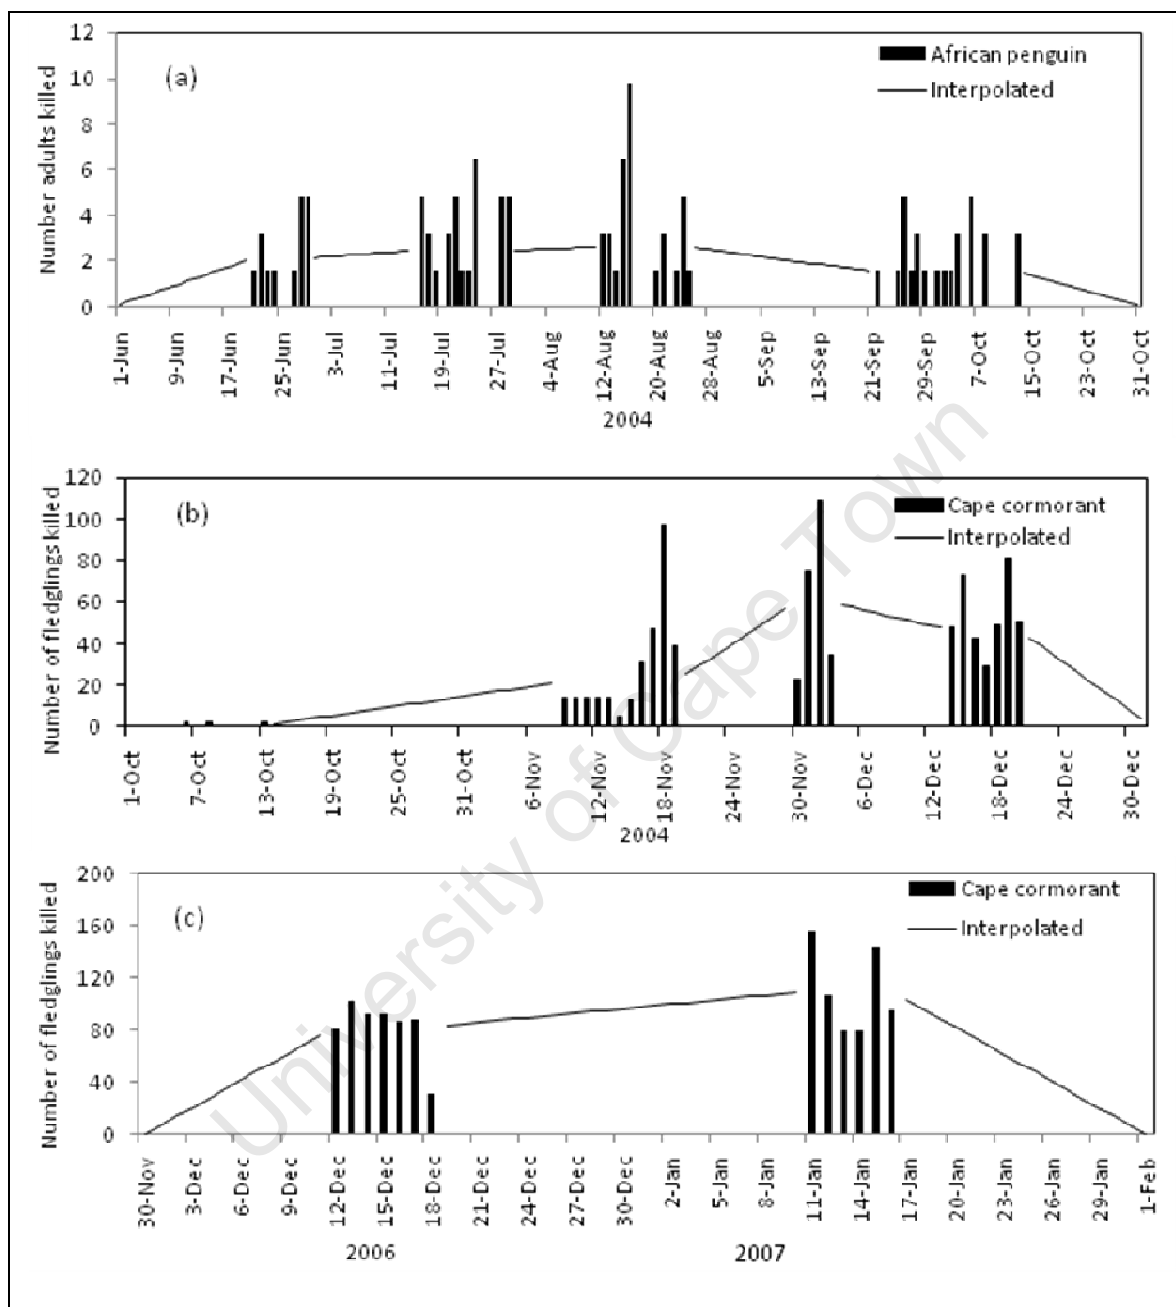 (a)
African penguin
Interpolated
Number adults killed
12
10
8
6
4
2
0
1-Jun
9-Jun
17-Jun
25-Jun
3-Jul
11-Jul
19-Jul
27-Jul
4-Aug
12-Aug
20-Aug
28-Aug
5-Sep
13-Sep
21-Sep
29-Sep
7-Oct
15-Oct
23-Oct
31-Oct
2004
(b)
Cape cormorant
Interpolated
Number of fledglings killed
120
100
80
60
40
20
0
1-Oct
7-Oct
13-Oct
19-Oct
25-Oct
31-Oct
6-Nov
12-Nov
18-Nov
24-Nov
30-Nov
6-Dec
12-Dec
18-Dec
24-Dec
30-Dec
2004
(c)
Cape cormorant
Interpolated
Number of fledglings killed
200
160
120
80
40
0
30-Nov
3-Dec
6-Dec
9-Dec
12-Dec
15-Dec
18-Dec
21-Dec
24-Dec
27-Dec
30-Dec
2-Jan
5-Jan
8-Jan
11-Jan
14-Jan
17-Jan
20-Jan
23-Jan
26-Jan
29-Jan
1-Feb
2006
2007
University of Cape Town